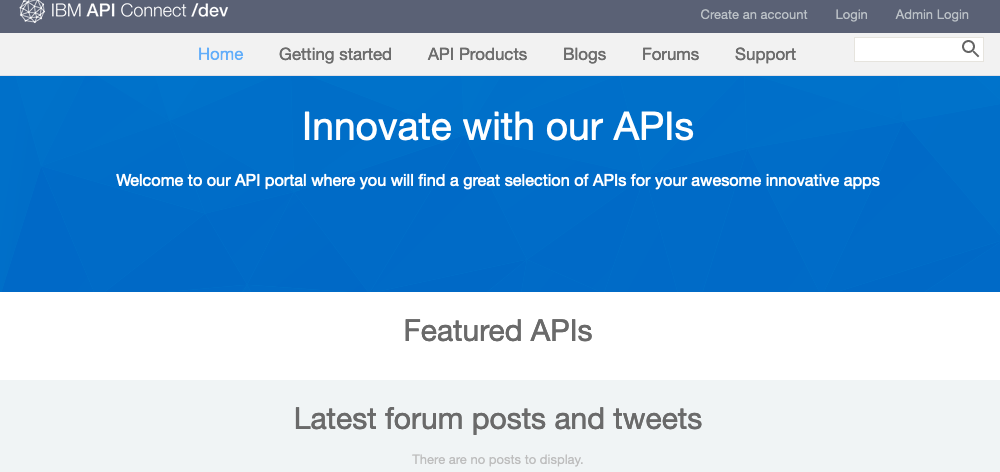 IBM API Connect /dev
Create an account Login Admin Login
Home Getting started API Products Blogs Forums Support
Innovate with our APIs
Welcome to our API portal where you will find a great selection of APIs for your awesome innovative apps
Featured APIs
Latest forum posts and tweets
There are no posts to display.